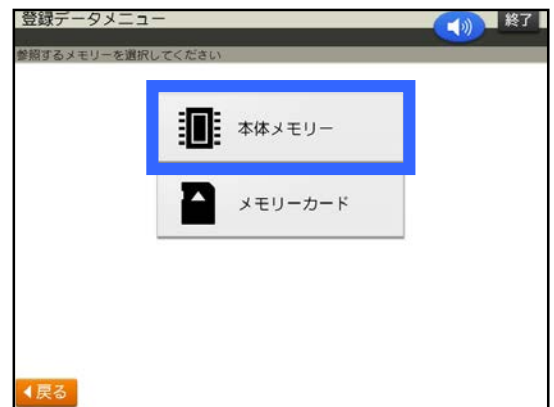 登録データメニュー
終了
参照するメモリーを選択してください
本体メモリー
メモリーカード
戻る